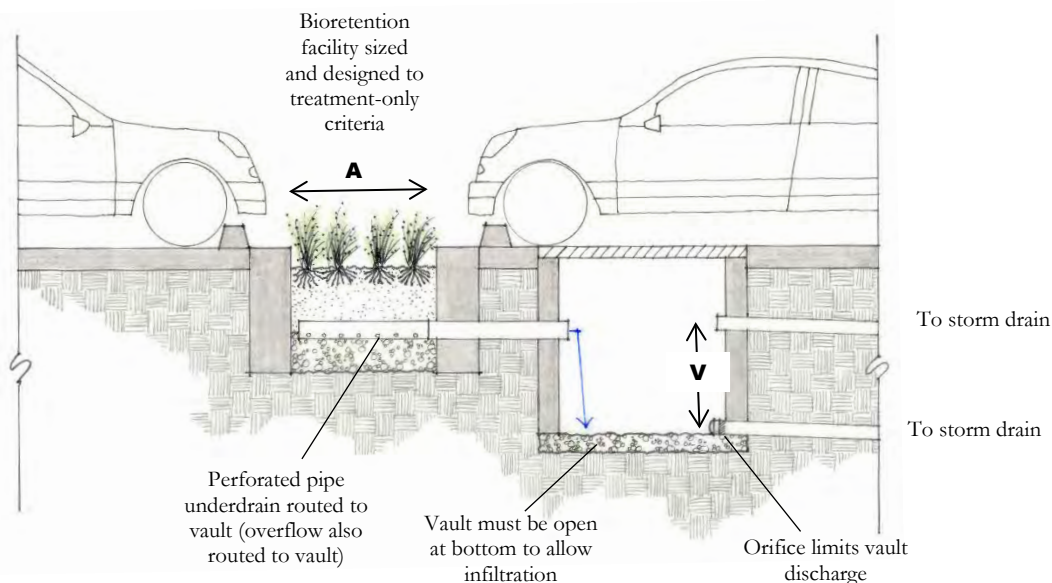 Bioretention
facility sized
and designed to
treatment-only
criteria
A
To storm drain
V
To storm drain
Perforated pipe
underdrain routed to
vault (overflow also
routed to vault)
Vault must be open
at bottom to allow
infiltration
Orifice limits vault
discharge